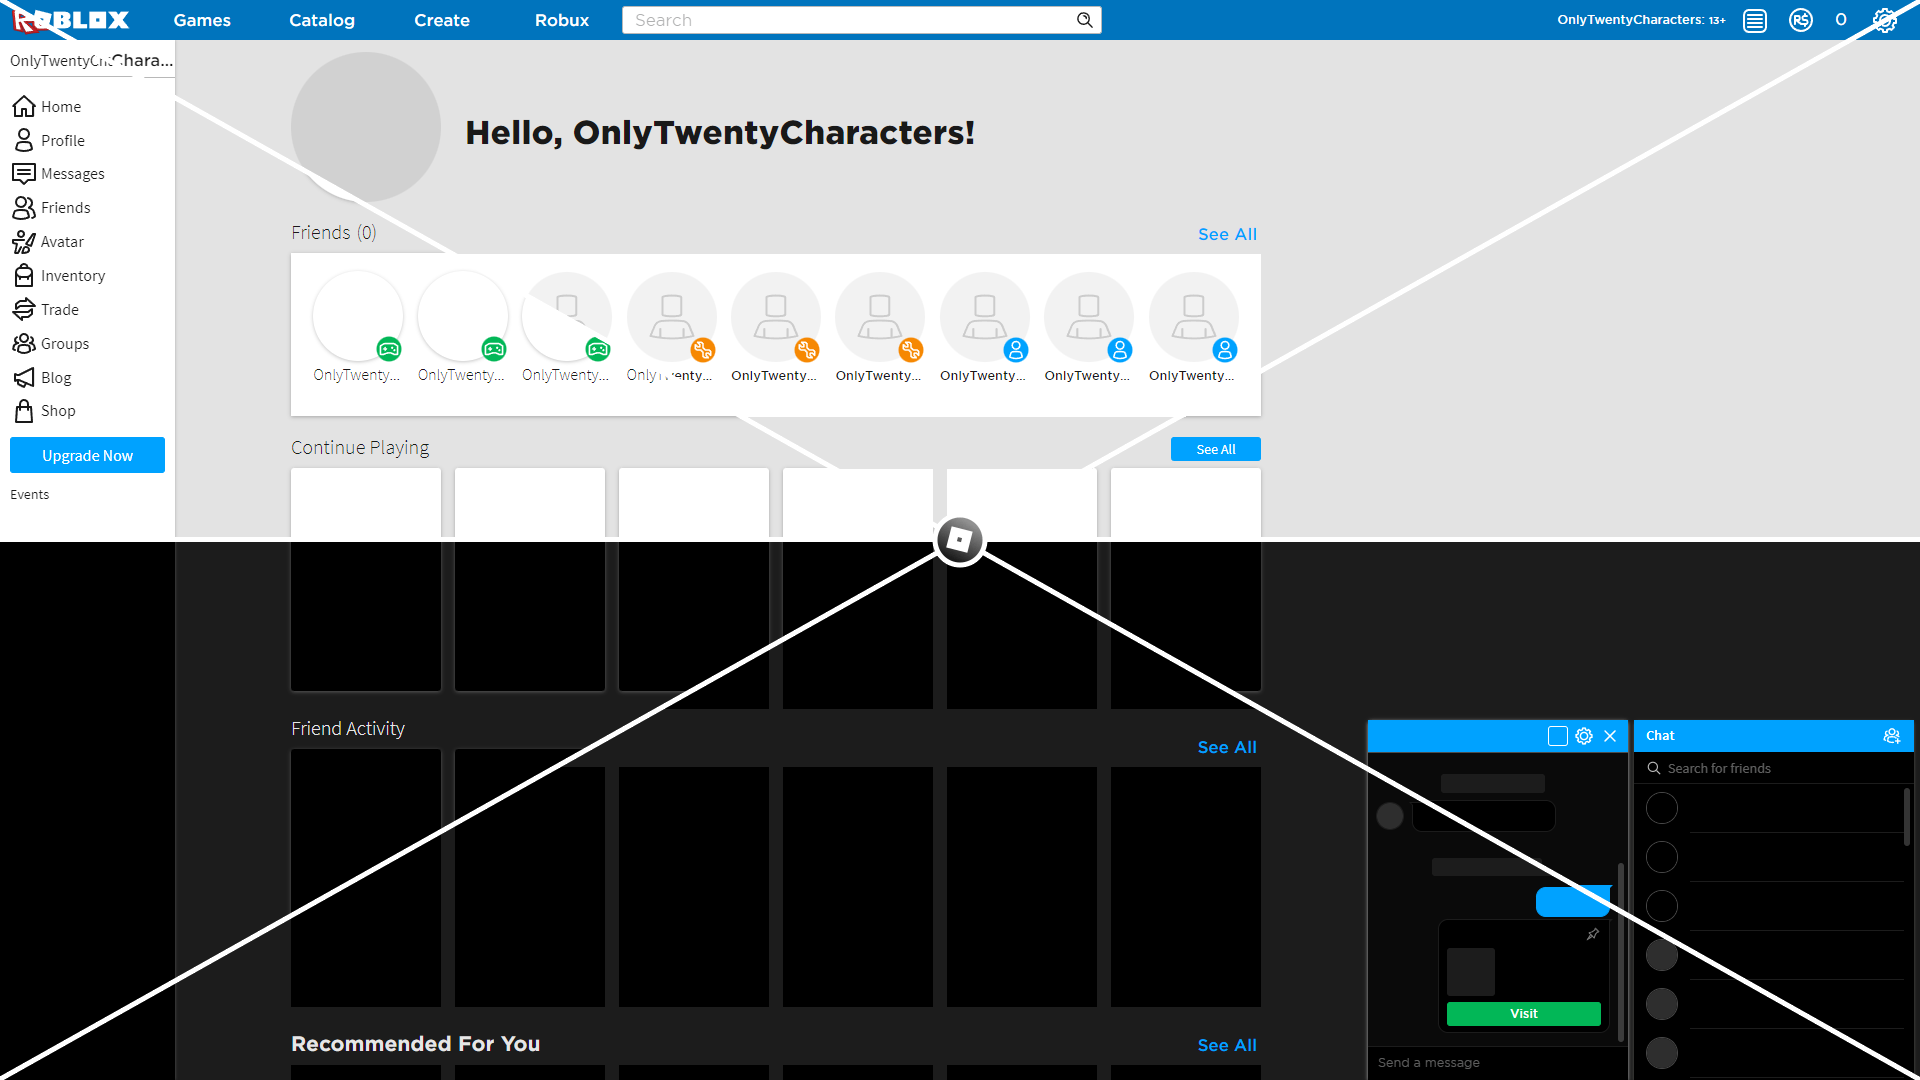 ROBLOX Games Catalog Create Robux Search OnlyTwentyCharacters: 13+ R$ 0
OnlyTwentyChaChara...
Hello, OnlyTwentyCharacters!
Home
Profile
Messages
Friends
Avatar
Inventory
Trade
Groups
Blog
Shop
Upgrade Now
Events
Friends (0) See All
OnlyTwenty... OnlyTwenty... OnlyTwenty... OnlyTwenty... OnlyTwenty... OnlyTwenty... OnlyTwenty... OnlyTwenty... OnlyTwenty...
Continue Playing See All
Friend Activity See All
Recommended For You See All
Chat
Search for friends
Visit
Send a message